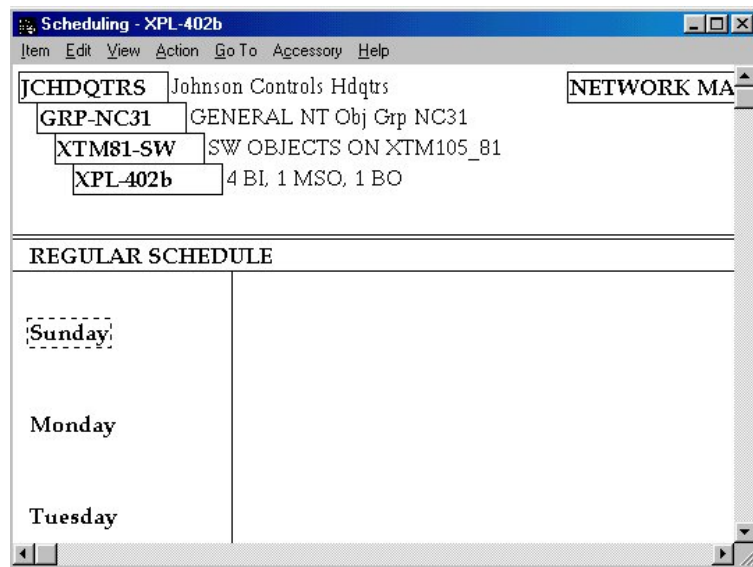 Scheduling - XPL-402b
Item Edit View Action Go To Accessory Help
JCHDQTRS Johnson Controls Hdqtrs NETWORK MA
GRP-NC31 GENERAL NT Obj Grp NC31
XTM81-SW SW OBJECTS ON XTM105_81
XPL-402b 4 BI, 1 MSO, 1 BO
REGULAR SCHEDULE
Sunday
Monday
Tuesday